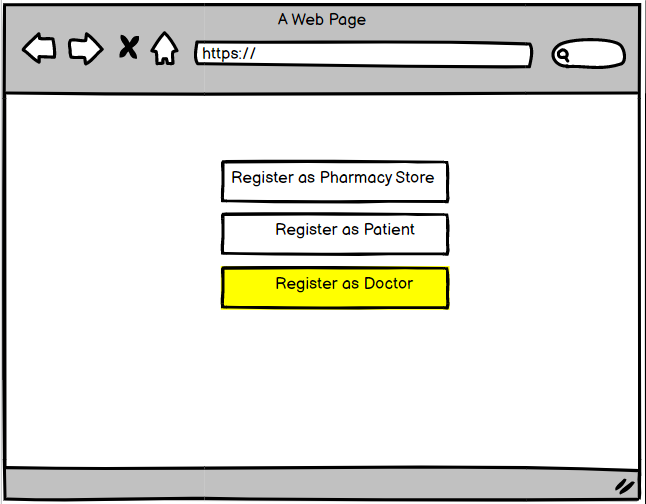 A Web Page
https://
Register as Pharmacy Store
Register as Patient
Register as Doctor